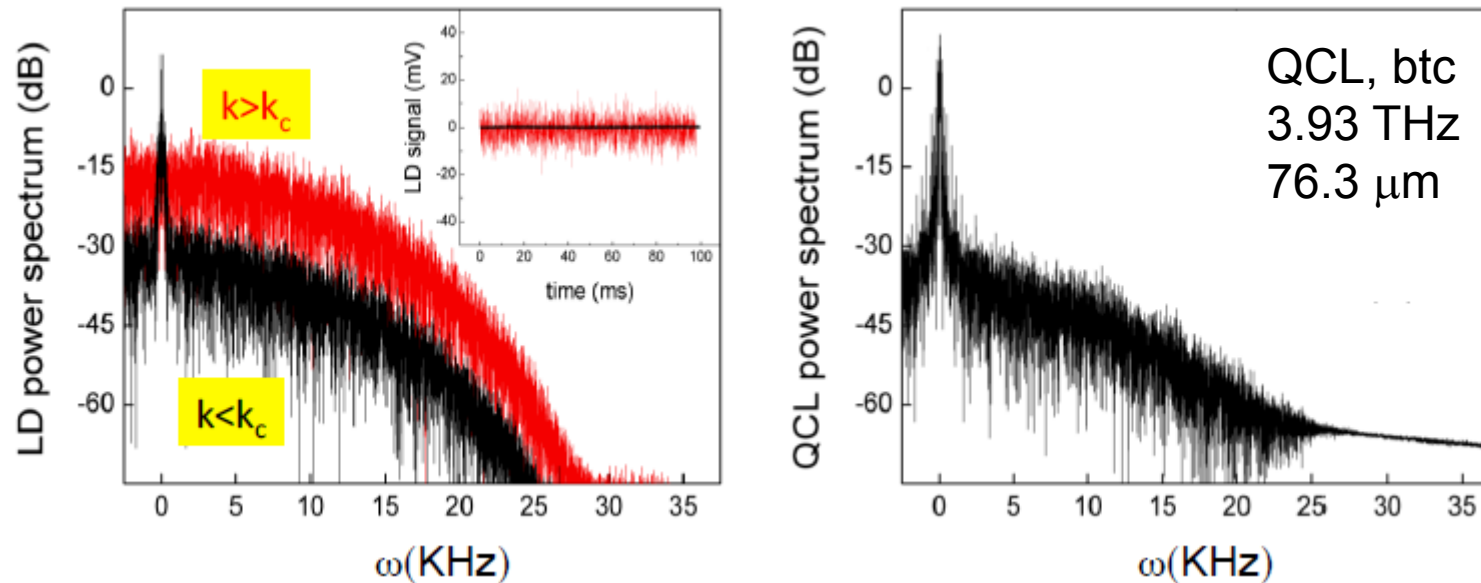 LD power spectrum (dB)
0
-15
-30
-45
-60
k>k_c
k<k_c
LD signal (mV)
40
20
0
-20
-40
0 20 40 60 80 100
time (ms)
0 5 10 15 20 25 30 35
ω(KHz)
QCL power spectrum (dB)
0
-15
-30
-45
-60
QCL, btc
3.93 THz
76.3 μm
0 5 10 15 20 25 30 35
ω(KHz)